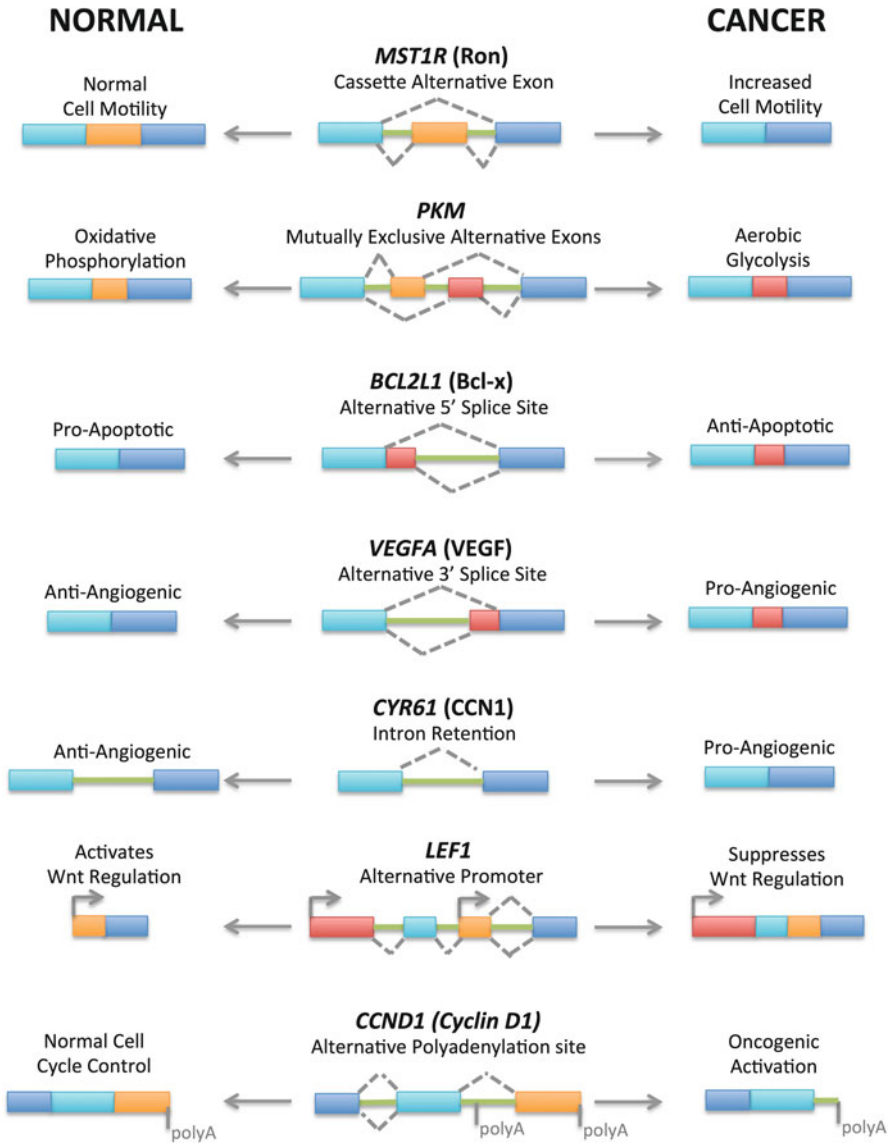 NORMAL
CANCER
MST1R (Ron)
Cassette Alternative Exon
Normal
Cell Motility
Increased
Cell Motility
PKM
Mutually Exclusive Alternative Exons
Oxidative
Phosphorylation
Aerobic
Glycolysis
BCL2L1 (Bcl-x)
Alternative 5' Splice Site
Pro-Apoptotic
Anti-Apoptotic
VEGFA (VEGF)
Alternative 3' Splice Site
Anti-Angiogenic
Pro-Angiogenic
CYR61 (CCN1)
Intron Retention
Anti-Angiogenic
Pro-Angiogenic
LEF1
Alternative Promoter
Activates
Wnt Regulation
Suppresses
Wnt Regulation
CCND1 (Cyclin D1)
Alternative Polyadenylation site
Normal Cell
Cycle Control
Oncogenic
Activation
polyA
polyA
polyA
polyA